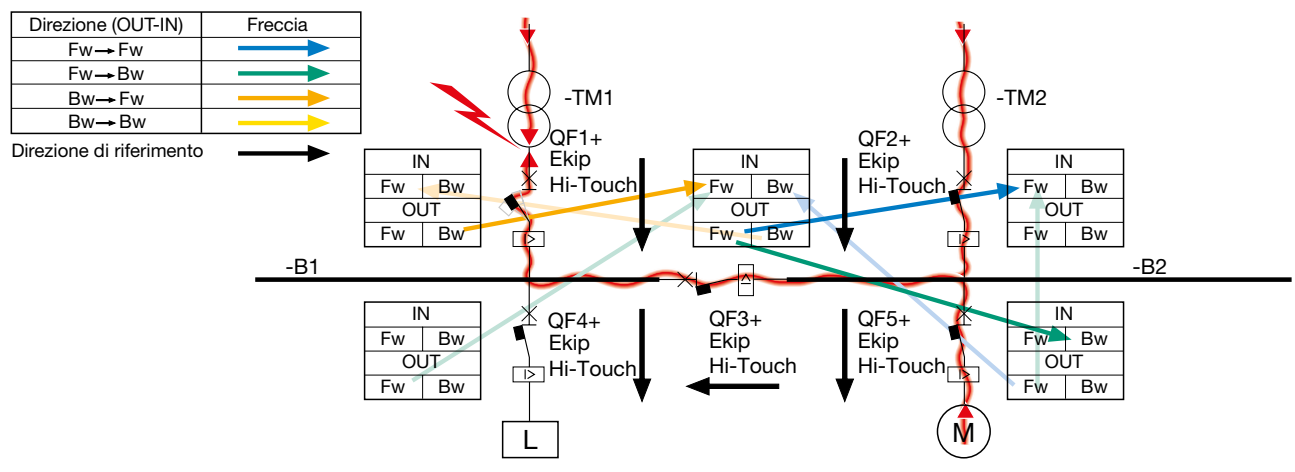 Direzione (OUT-IN) Freccia
Fw→Fw
Fw→Bw
Bw→Fw
Bw→Bw
Direzione di riferimento
-TM1
-TM2
QF1+
Ekip
Hi-Touch
QF2+
Ekip
Hi-Touch
IN
Fw Bw
OUT
Fw Bw
IN
Fw Bw
OUT
Fw Bw
IN
Fw Bw
OUT
Fw Bw
-B1
-B2
IN
Fw Bw
OUT
Fw Bw
QF4+
Ekip
Hi-Touch
QF3+
Ekip
Hi-Touch
QF5+
Ekip
Hi-Touch
IN
Fw Bw
OUT
Fw Bw
I>
I>
I>
I>
I>
L
M